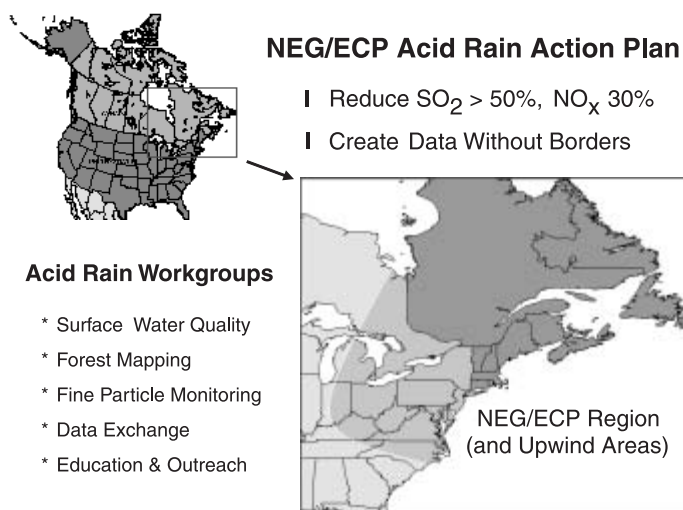 NEG/ECP Acid Rain Action Plan
I Reduce SO2 > 50%, NOx 30%
I Create Data Without Borders
Acid Rain Workgroups
* Surface Water Quality
* Forest Mapping
* Fine Particle Monitoring
* Data Exchange
* Education & Outreach
NEG/ECP Region
(and Upwind Areas)